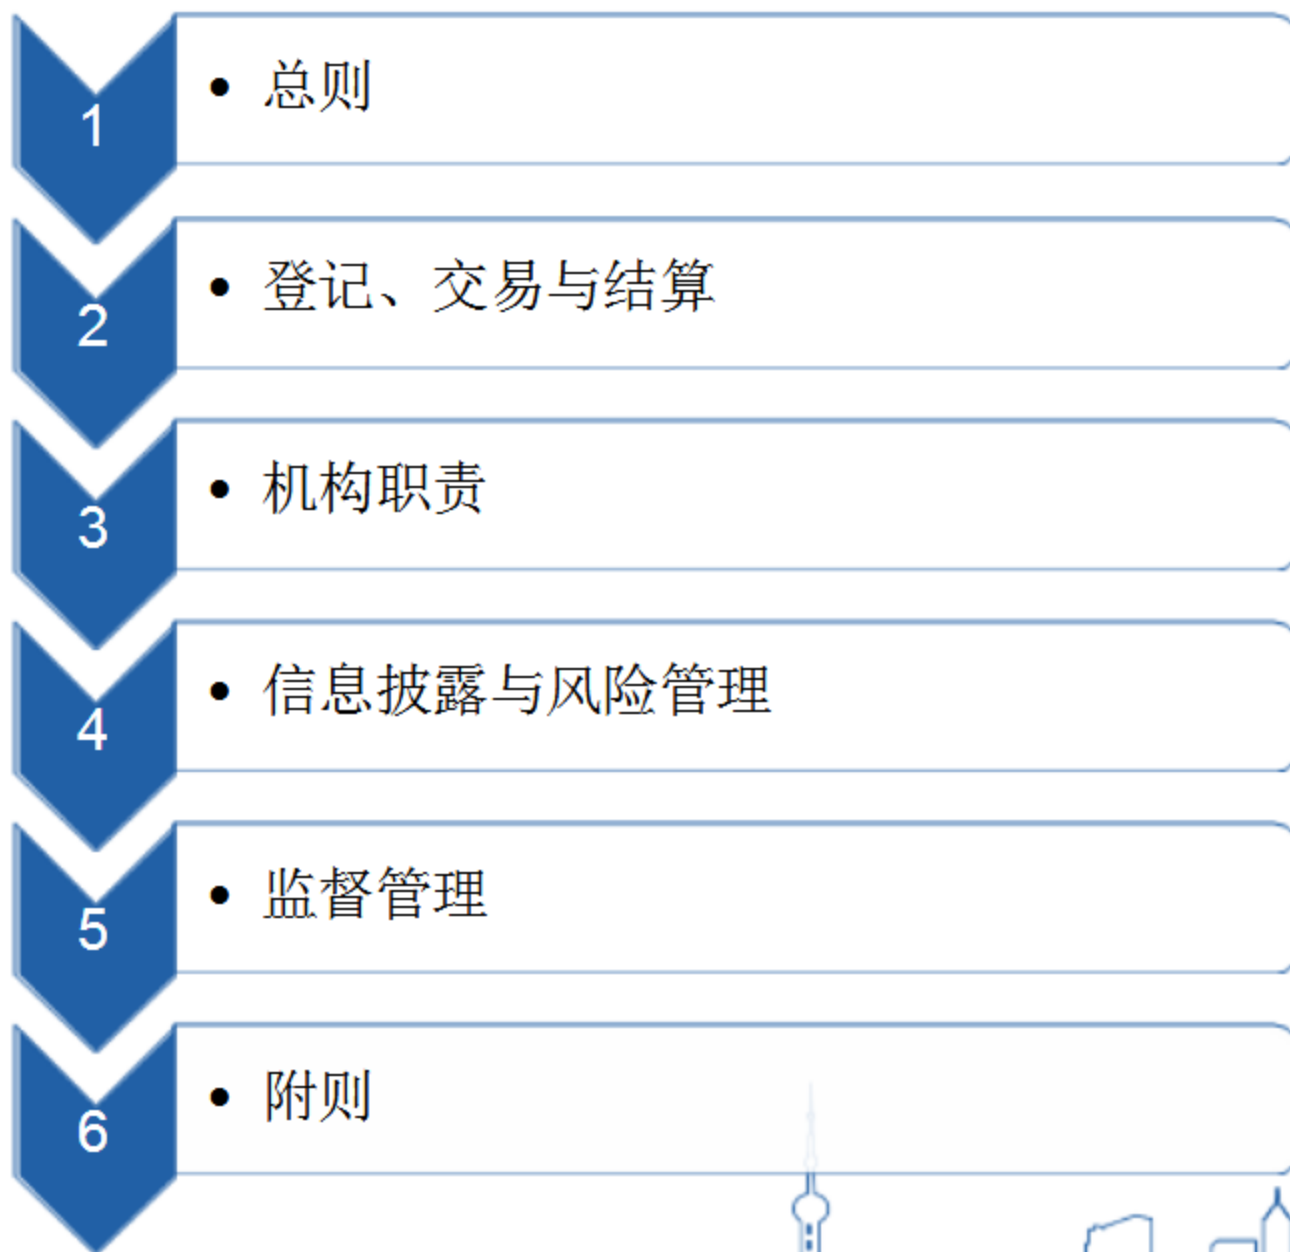 1
• 总则
2
• 登记、交易与结算
3
• 机构职责
4
• 信息披露与风险管理
5
• 监督管理
6
• 附则